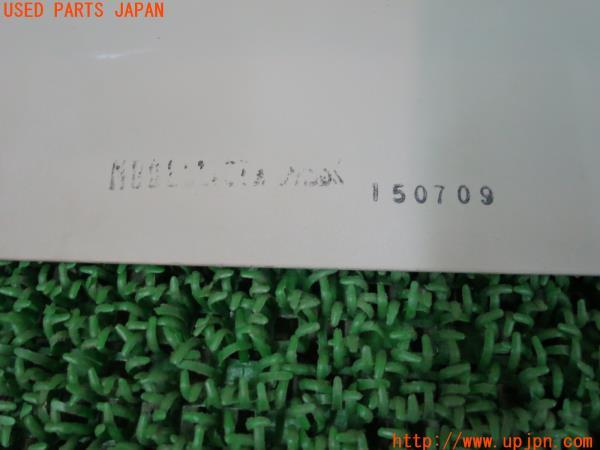 USED PARTS JAPAN
150709
http://www.upjpn.com/